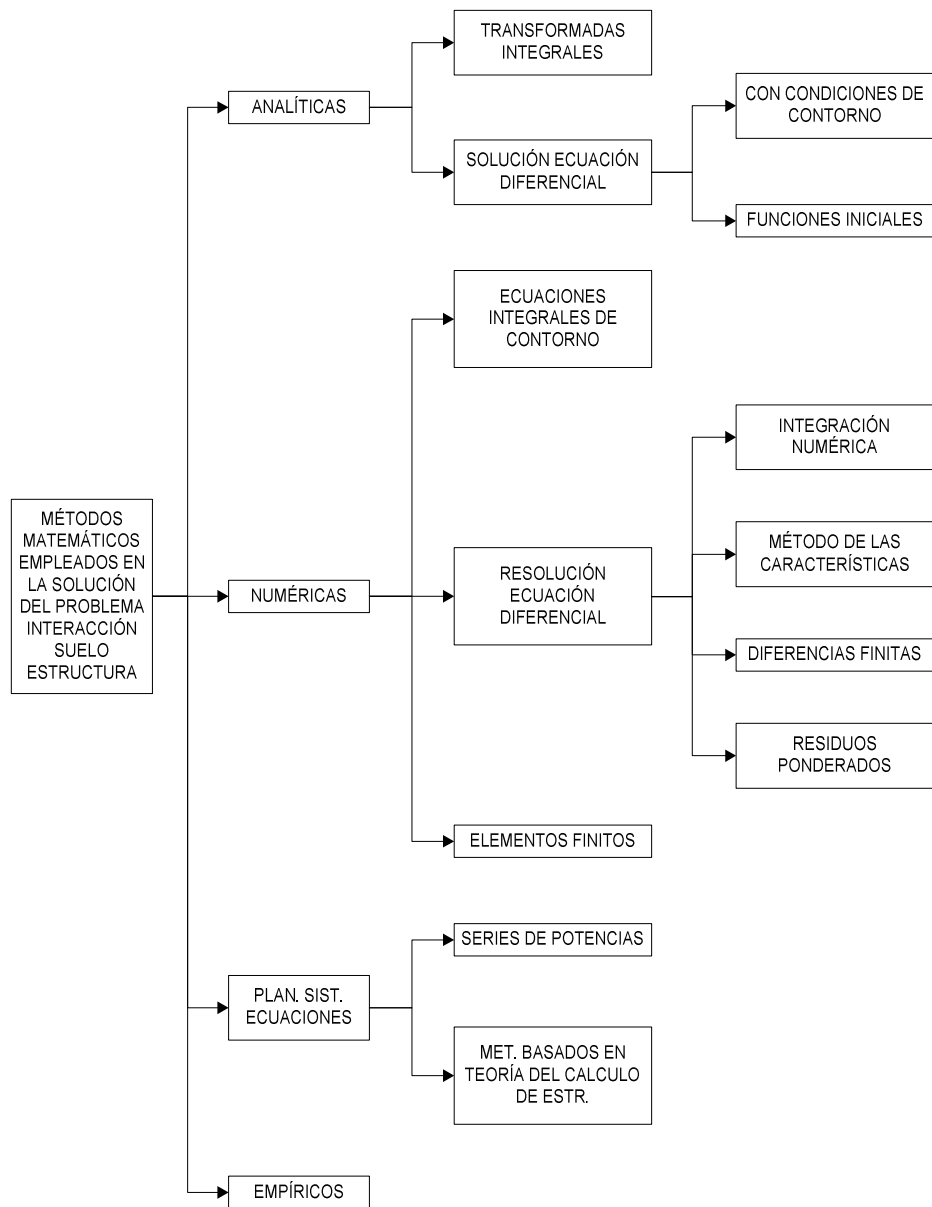 MÉTODOS
MATEMÁTICOS
EMPLEADOS EN
LA SOLUCIÓN
DEL PROBLEMA
INTERACCIÓN
SUELO
ESTRUCTURA
ANALÍTICAS
TRANSFORMADAS
INTEGRALES
SOLUCIÓN ECUACIÓN
DIFERENCIAL
CON CONDICIONES DE
CONTORNO
FUNCIONES INICIALES
NUMÉRICAS
ECUACIONES
INTEGRALES DE
CONTORNO
RESOLUCIÓN
ECUACIÓN
DIFERENCIAL
INTEGRACIÓN
NUMÉRICA
MÉTODO DE LAS
CARACTERÍSTICAS
DIFERENCIAS FINITAS
RESIDUOS
PONDERADOS
ELEMENTOS FINITOS
PLAN. SIST.
ECUACIONES
SERIES DE POTENCIAS
MET. BASADOS EN
TEORÍA DEL CALCULO
DE ESTR.
EMPÍRICOS